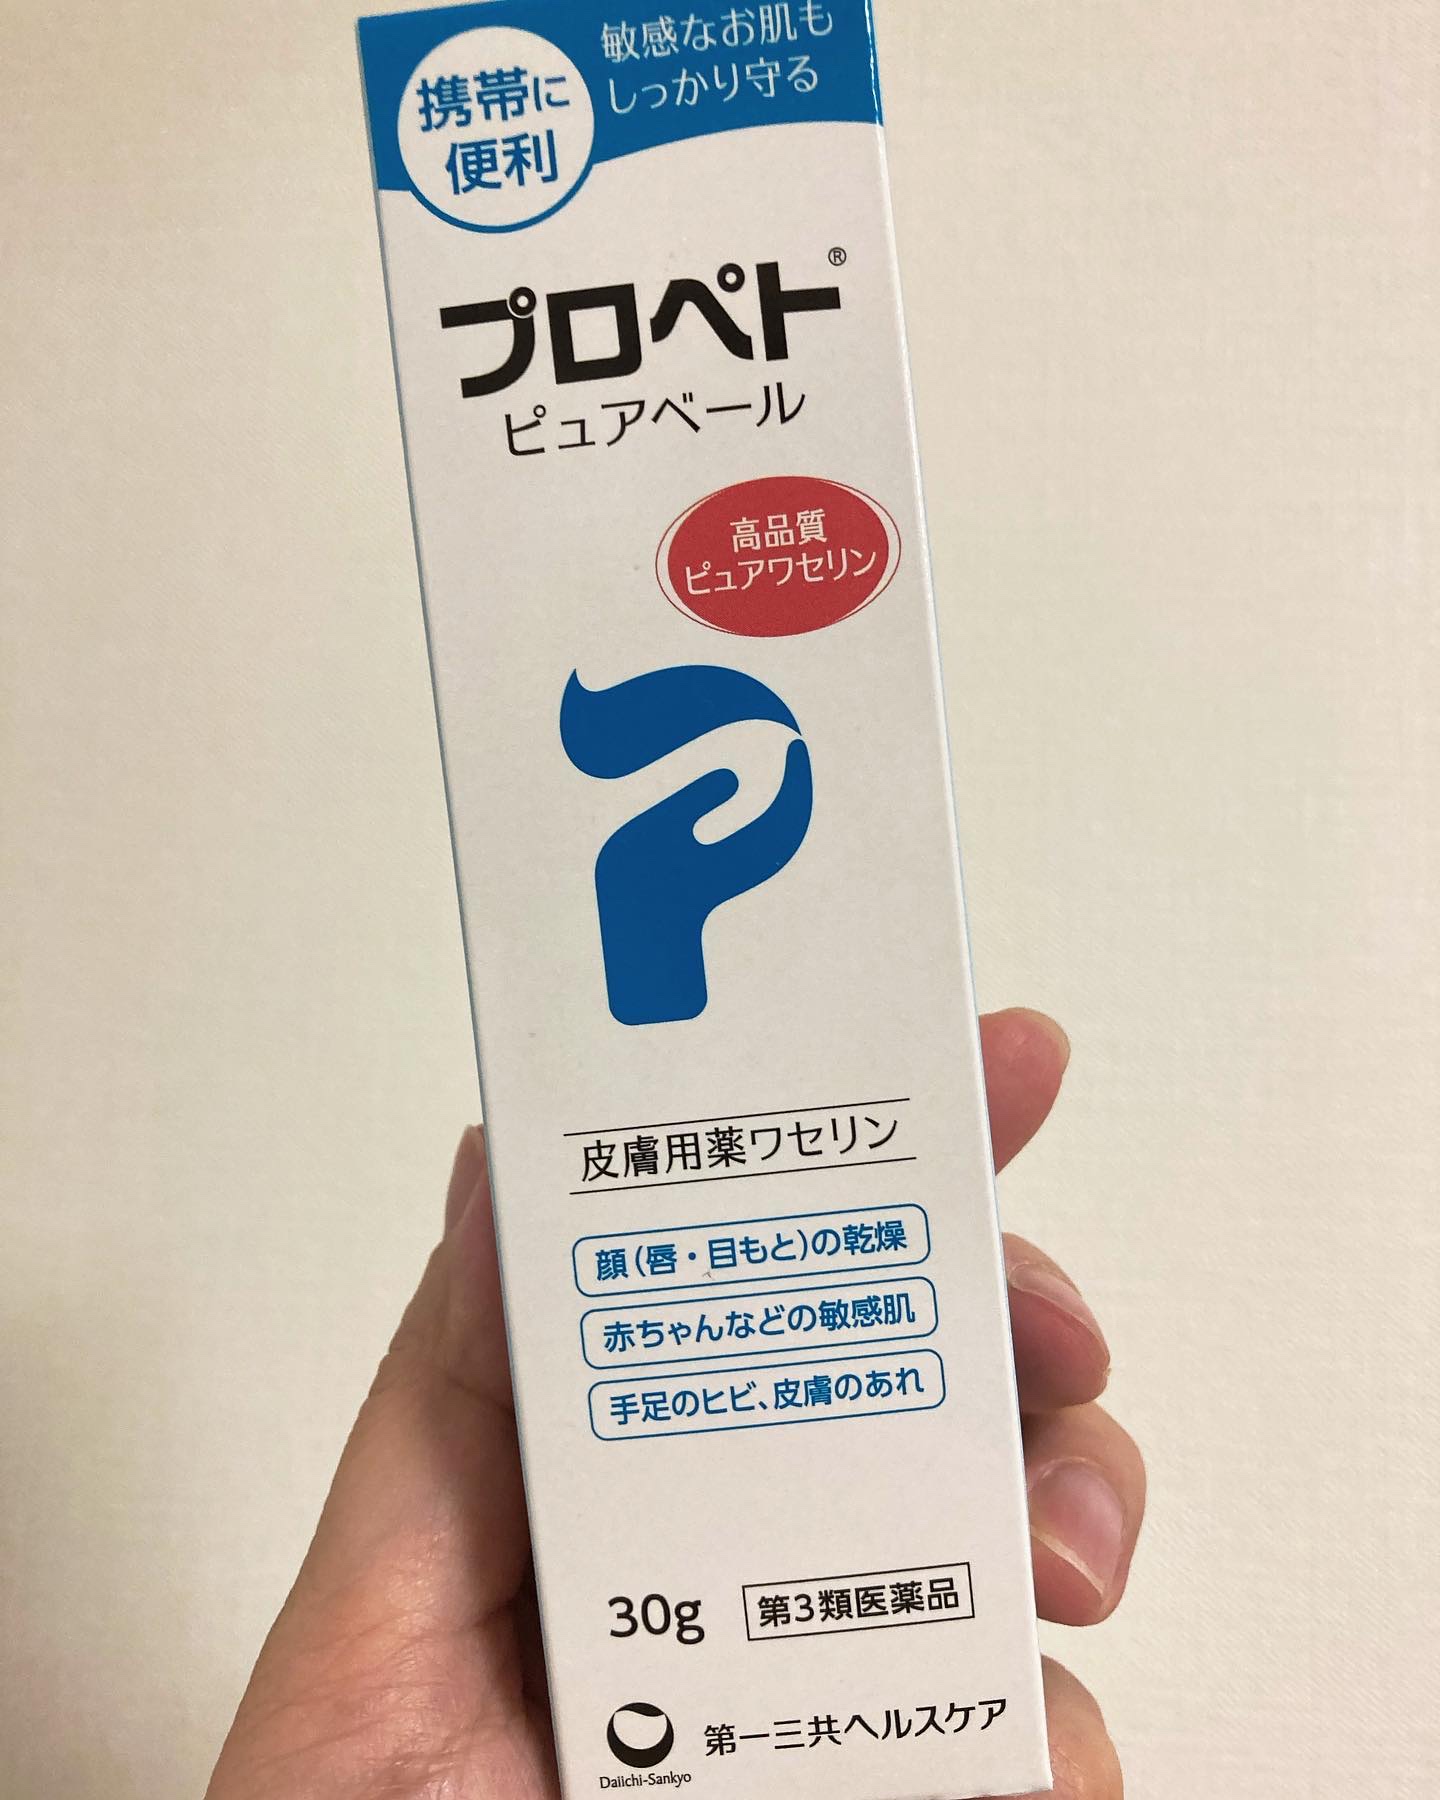 敏感なお肌も
しっかり守る
携帯に
便利
プロペト®
ピュアベール
高品質
ピュアワセリン
皮膚用薬ワセリン
顔(唇・目もと)の乾燥
赤ちゃんなどの敏感肌
手足のヒビ、皮膚のあれ
30g 第3類医薬品
第一三共ヘルスケア
Daiichi-Sankyo